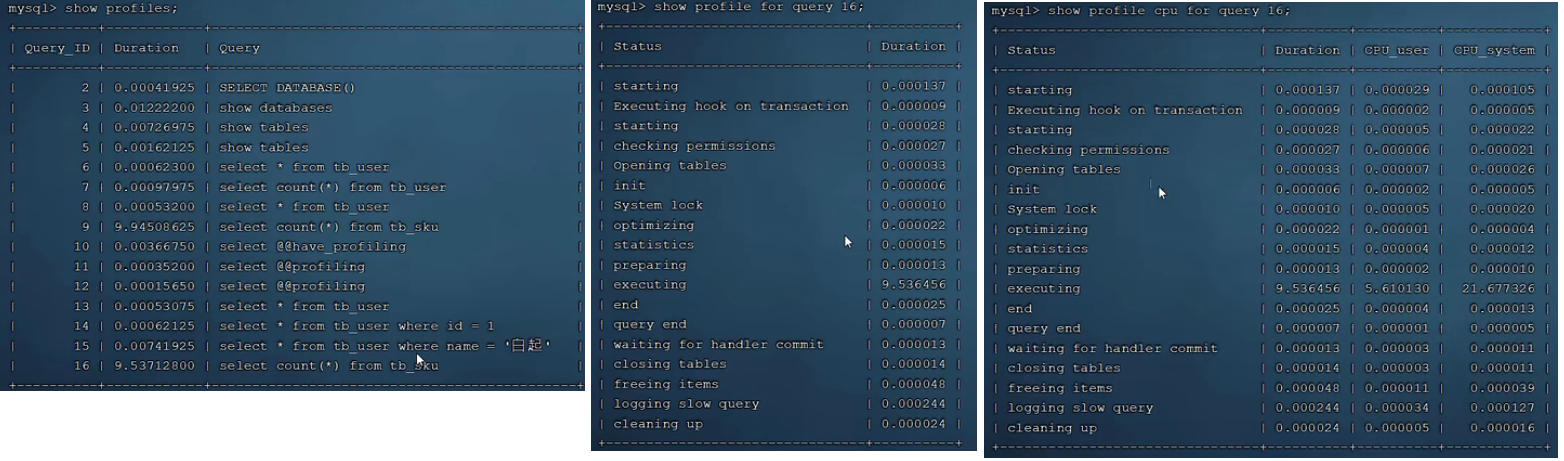 mysql> show profiles;
+----------+------------+---------------------------------------------+
| Query_ID | Duration | Query |
+----------+------------+---------------------------------------------+
| 2 | 0.00041925 | SELECT DATABASE() |
| 3 | 0.01222200 | show databases |
| 4 | 0.00726975 | show tables |
| 5 | 0.00162125 | show tables |
| 6 | 0.00062300 | select * from tb_user |
| 7 | 0.00097975 | select count(*) from tb_user |
| 8 | 0.00053200 | select * from tb_user |
| 9 | 9.94508625 | select count(*) from tb_sku |
| 10 | 0.00366750 | select @@have_profiling |
| 11 | 0.00035200 | select @@profiling |
| 12 | 0.00015650 | select @@profiling |
| 13 | 0.00053075 | select * from tb_user |
| 14 | 0.00062125 | select * from tb_user where id = 1 |
| 15 | 0.00741925 | select * from tb_user where name = '白起' |
| 16 | 9.53712800 | select count(*) from tb_sku |
+----------+------------+---------------------------------------------+
mysql> show profile for query 16;
+--------------------------------+----------+
| Status | Duration |
+--------------------------------+----------+
| starting | 0.000137 |
| Executing hook on transaction | 0.000009 |
| starting | 0.000028 |
| checking permissions | 0.000027 |
| Opening tables | 0.000033 |
| init | 0.000006 |
| System lock | 0.000010 |
| optimizing | 0.000022 |
| statistics | 0.000015 |
| preparing | 0.000013 |
| executing | 9.536456 |
| end | 0.000025 |
| query end | 0.000007 |
| waiting for handler commit | 0.000013 |
| closing tables | 0.000014 |
| freeing items | 0.000048 |
| logging slow query | 0.000244 |
| cleaning up | 0.000024 |
+--------------------------------+----------+
mysql> show profile cpu for query 16;
+--------------------------------+----------+----------+------------+
| Status | Duration | CPU_user | CPU_system |
+--------------------------------+----------+----------+------------+
| starting | 0.000137 | 0.000029 | 0.000105 |
| Executing hook on transaction | 0.000009 | 0.000002 | 0.000005 |
| starting | 0.000028 | 0.000005 | 0.000022 |
| checking permissions | 0.000027 | 0.000006 | 0.000021 |
| Opening tables | 0.000033 | 0.000007 | 0.000026 |
| init | 0.000006 | 0.000002 | 0.000005 |
| System lock | 0.000010 | 0.000005 | 0.000020 |
| optimizing | 0.000022 | 0.000001 | 0.000004 |
| statistics | 0.000015 | 0.000004 | 0.000012 |
| preparing | 0.000013 | 0.000002 | 0.000010 |
| executing | 9.536456 | 5.610130 | 21.677326 |
| end | 0.000025 | 0.000004 | 0.000013 |
| query end | 0.000007 | 0.000001 | 0.000005 |
| waiting for handler commit | 0.000013 | 0.000003 | 0.000011 |
| closing tables | 0.000014 | 0.000003 | 0.000011 |
| freeing items | 0.000048 | 0.000011 | 0.000039 |
| logging slow query | 0.000244 | 0.000034 | 0.000127 |
| cleaning up | 0.000024 | 0.000005 | 0.000016 |
+--------------------------------+----------+----------+------------+